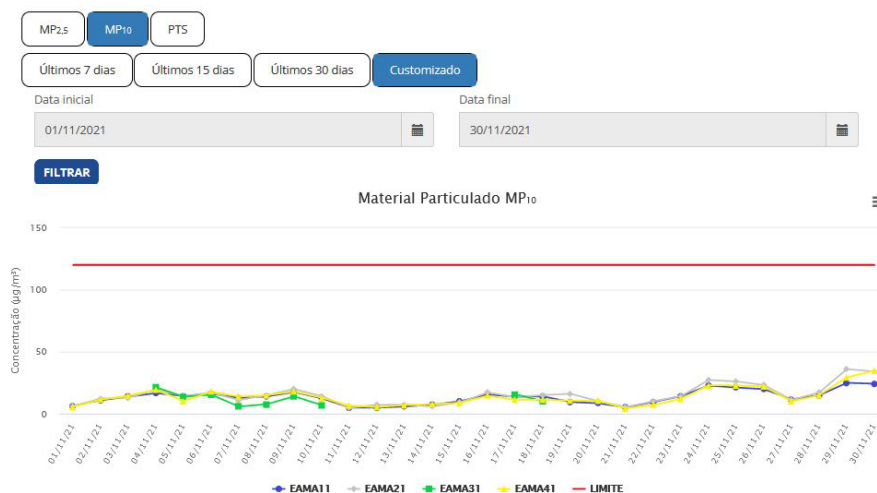 MP2,5 MP10 PTS
Últimos 7 dias Últimos 15 dias Últimos 30 dias Customizado
Data inicial Data final
01/11/2021 30/11/2021
FILTRAR
Material Particulado MP10
150
100
50
0
Concentração (µg/m³)
01/11/21 02/11/21 03/11/21 04/11/21 05/11/21 06/11/21 07/11/21 08/11/21 09/11/21 10/11/21 11/11/21 12/11/21 13/11/21 14/11/21 15/11/21 16/11/21 17/11/21 18/11/21 19/11/21 20/11/21 21/11/21 22/11/21 23/11/21 24/11/21 25/11/21 26/11/21 27/11/21 28/11/21 29/11/21 30/11/21
EAMA11 EAMA21 EAMA31 EAMA41 LIMITE